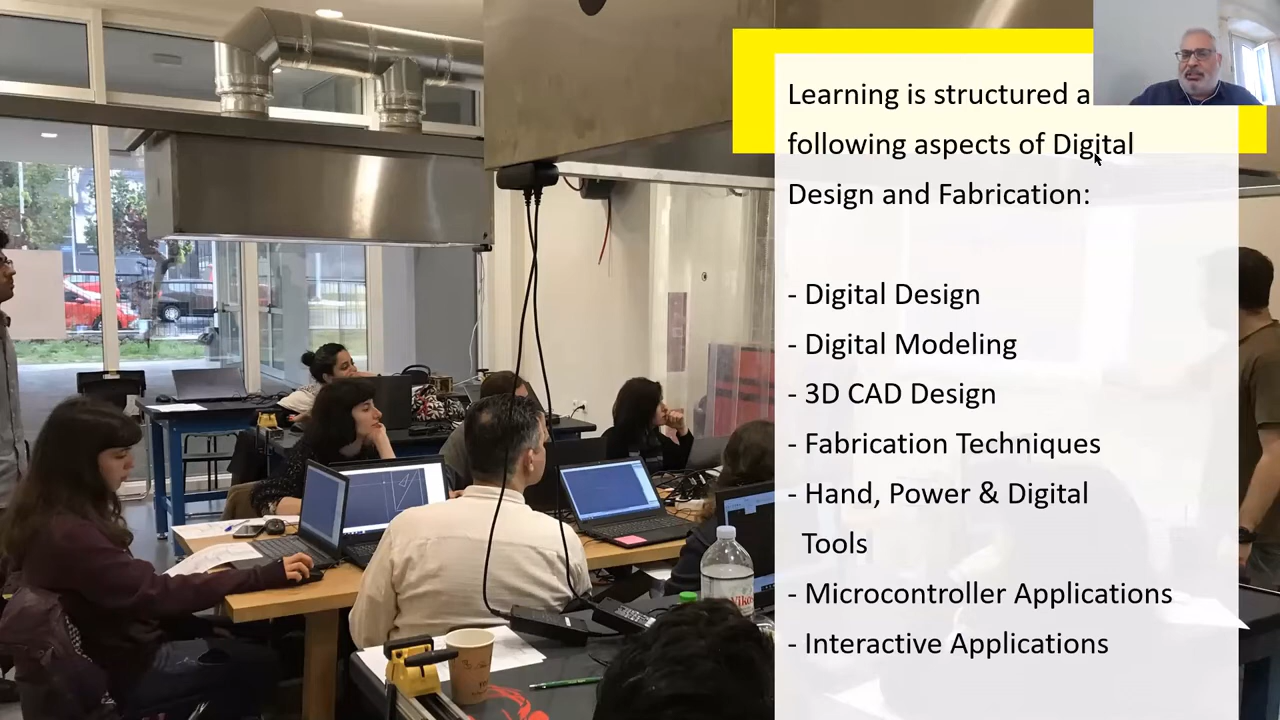 Learning is structured a
following aspects of Digital
Design and Fabrication:
- Digital Design
- Digital Modeling
- 3D CAD Design
- Fabrication Techniques
- Hand, Power & Digital
Tools
- Microcontroller Applications
- Interactive Applications